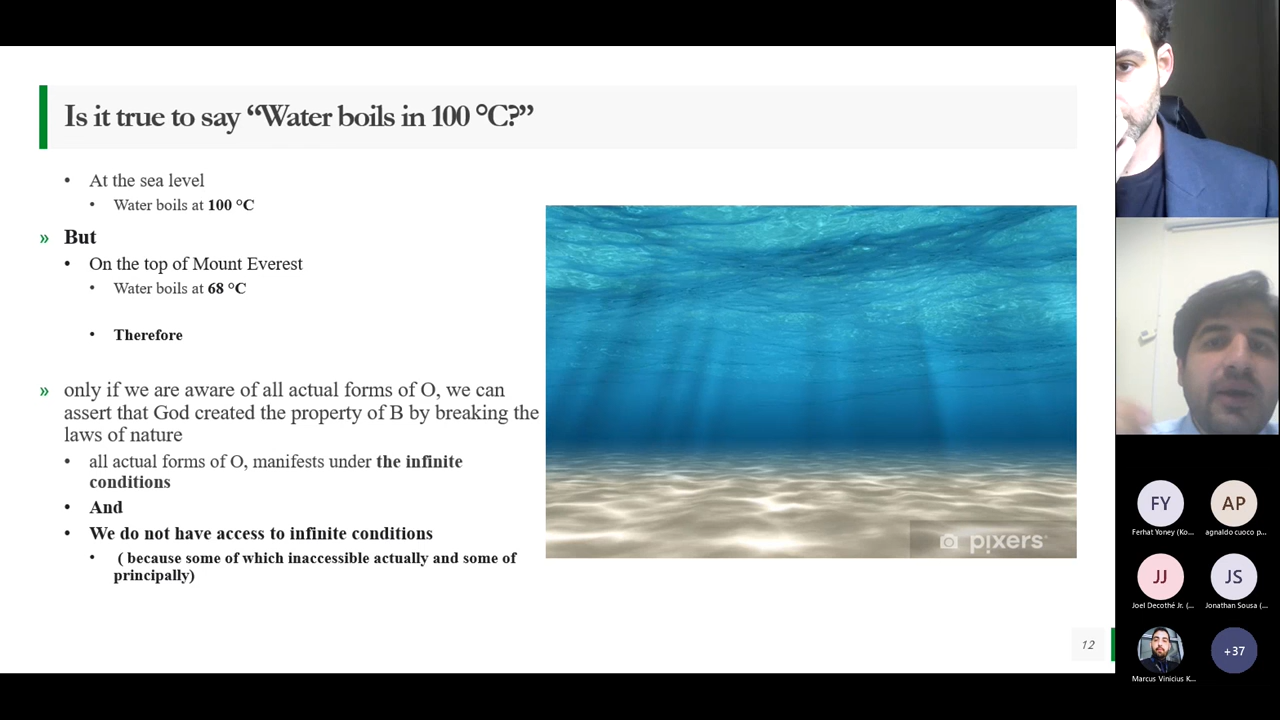 Is it true to say “Water boils in 100 °C?”
• At the sea level
• Water boils at 100 °C
» But
• On the top of Mount Everest
• Water boils at 68 °C
• Therefore
» only if we are aware of all actual forms of O, we can
assert that God created the property of B by breaking the
laws of nature
• all actual forms of O, manifests under the infinite
conditions
• And
• We do not have access to infinite conditions
• ( because some of which inaccessible actually and some of
principally)
pixers
12
FY
AP
Ferhat Yoney (Ko...
agnaldo cuoco p...
JJ
JS
Joel Decothé Jr. (...
Jonathan Sousa (...
+37
Marcus Vinicius K...